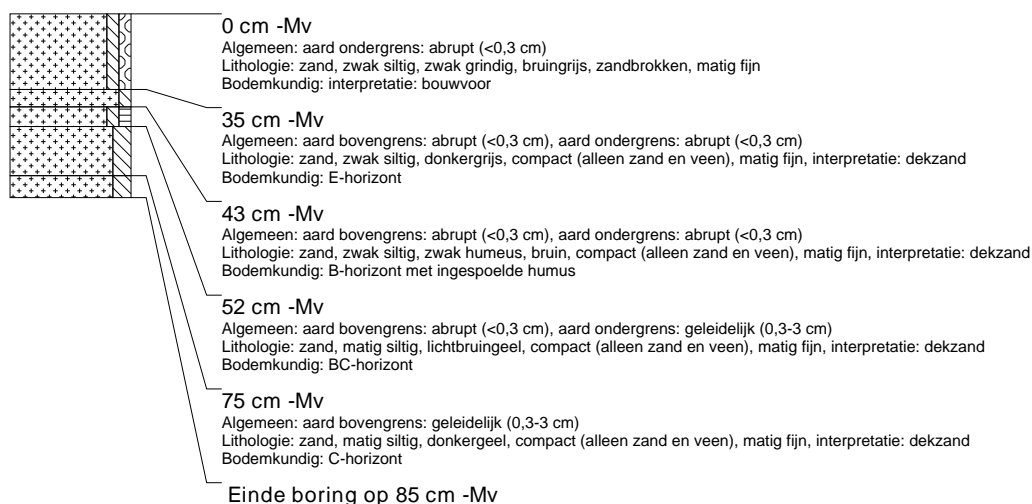 0 cm -Mv
Algemeen: aard ondergrens: abrupt (<0,3 cm)
Lithologie: zand, zwak siltig, zwak grindig, bruingrijs, zandbrokken, matig fijn
Bodemkundig: interpretatie: bouwvoor
35 cm -Mv
Algemeen: aard bovengrens: abrupt (<0,3 cm), aard ondergrens: abrupt (<0,3 cm)
Lithologie: zand, zwak siltig, donkergrijs, compact (alleen zand en veen), matig fijn, interpretatie: dekzand
Bodemkundig: E-horizont
43 cm -Mv
Algemeen: aard bovengrens: abrupt (<0,3 cm), aard ondergrens: abrupt (<0,3 cm)
Lithologie: zand, zwak siltig, zwak humeus, bruin, compact (alleen zand en veen), matig fijn, interpretatie: dekzand
Bodemkundig: B-horizont met ingespoelde humus
52 cm -Mv
Algemeen: aard bovengrens: abrupt (<0,3 cm), aard ondergrens: geleidelijk (0,3-3 cm)
Lithologie: zand, matig siltig, lichtbruingeel, compact (alleen zand en veen), matig fijn, interpretatie: dekzand
Bodemkundig: BC-horizont
75 cm -Mv
Algemeen: aard bovengrens: geleidelijk (0,3-3 cm)
Lithologie: zand, matig siltig, donkergeel, compact (alleen zand en veen), matig fijn, interpretatie: dekzand
Bodemkundig: C-horizont
Einde boring op 85 cm -Mv